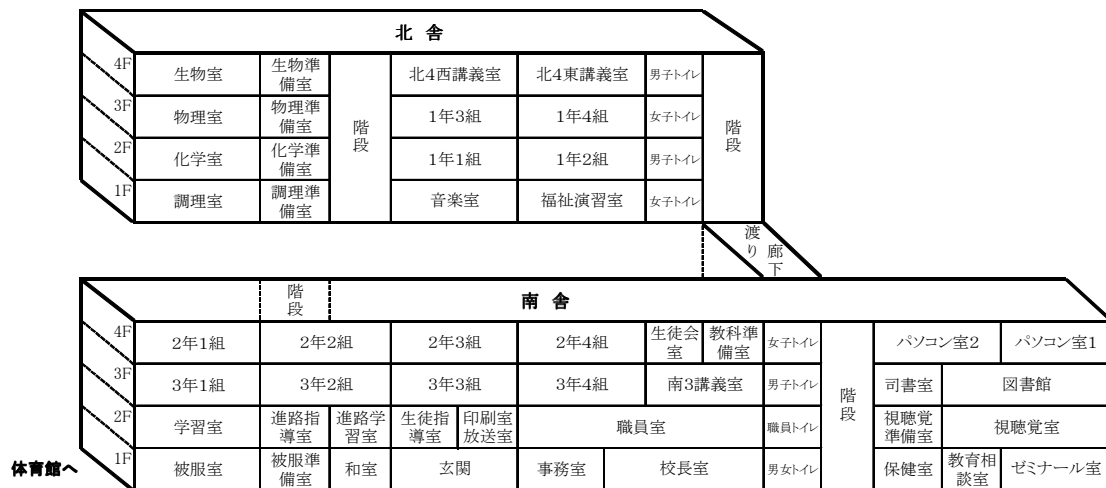 北 舎
4F 生物室 生物準備室 北4西講義室 北4東講義室 男子トイレ
3F 物理室 物理準備室 1年3組 1年4組 女子トイレ
階段 階段
2F 化学室 化学準備室 1年1組 1年2組 男子トイレ
1F 調理室 調理準備室 音楽室 福祉演習室 女子トイレ
渡り廊下
階段 南 舎
4F 2年1組 2年2組 2年3組 2年4組 生徒会室 教科準備室 女子トイレ パソコン室2 パソコン室1
3F 3年1組 3年2組 3年3組 3年4組 南3講義室 男子トイレ 司書室 図書館
階段
2F 学習室 進路指導室 進路学習室 生徒指導室 印刷室放送室 職員室 職員トイレ 視聴覚準備室 視聴覚室
体育館へ 1F 被服室 被服準備室 和室 玄関 事務室 校長室 男女トイレ 保健室 教育相談室 ゼミナール室